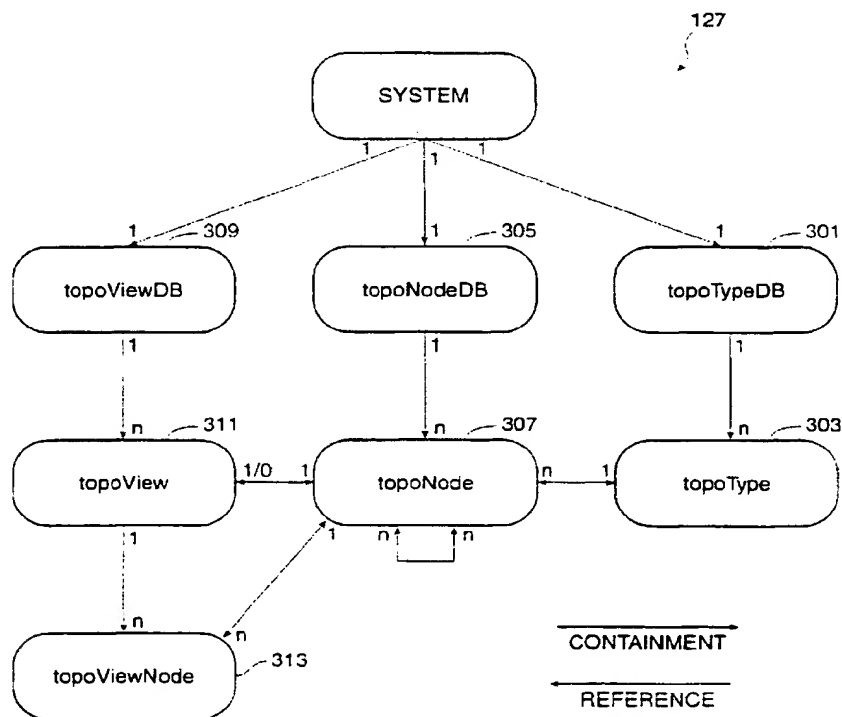 127
SYSTEM
1 1 1
1 309 1 305 1 301
topoViewDB topoNodeDB topoTypeDB
1 1 1
n 311 n 307 n 303
topoView 1/0 1 topoNode n 1 topoType
1 n n 1
n n
topoViewNode 313
CONTAINMENT
REFERENCE